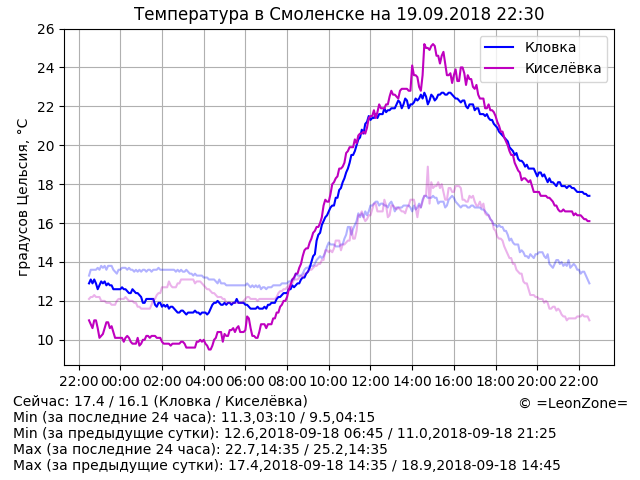 Температура в Смоленске на 19.09.2018 22:30
градусов Цельсия, °C
26
24
22
20
18
16
14
12
10
Кловка
Киселёвка
22:00 00:00 02:00 04:00 06:00 08:00 10:00 12:00 14:00 16:00 18:00 20:00 22:00
Сейчас: 17.4 / 16.1 (Кловка / Киселёвка)
© =LeonZone=
Min (за последние 24 часа): 11.3,03:10 / 9.5,04:15
Min (за предыдущие сутки): 12.6,2018-09-18 06:45 / 11.0,2018-09-18 21:25
Max (за последние 24 часа): 22.7,14:35 / 25.2,14:35
Max (за предыдущие сутки): 17.4,2018-09-18 14:35 / 18.9,2018-09-18 14:45